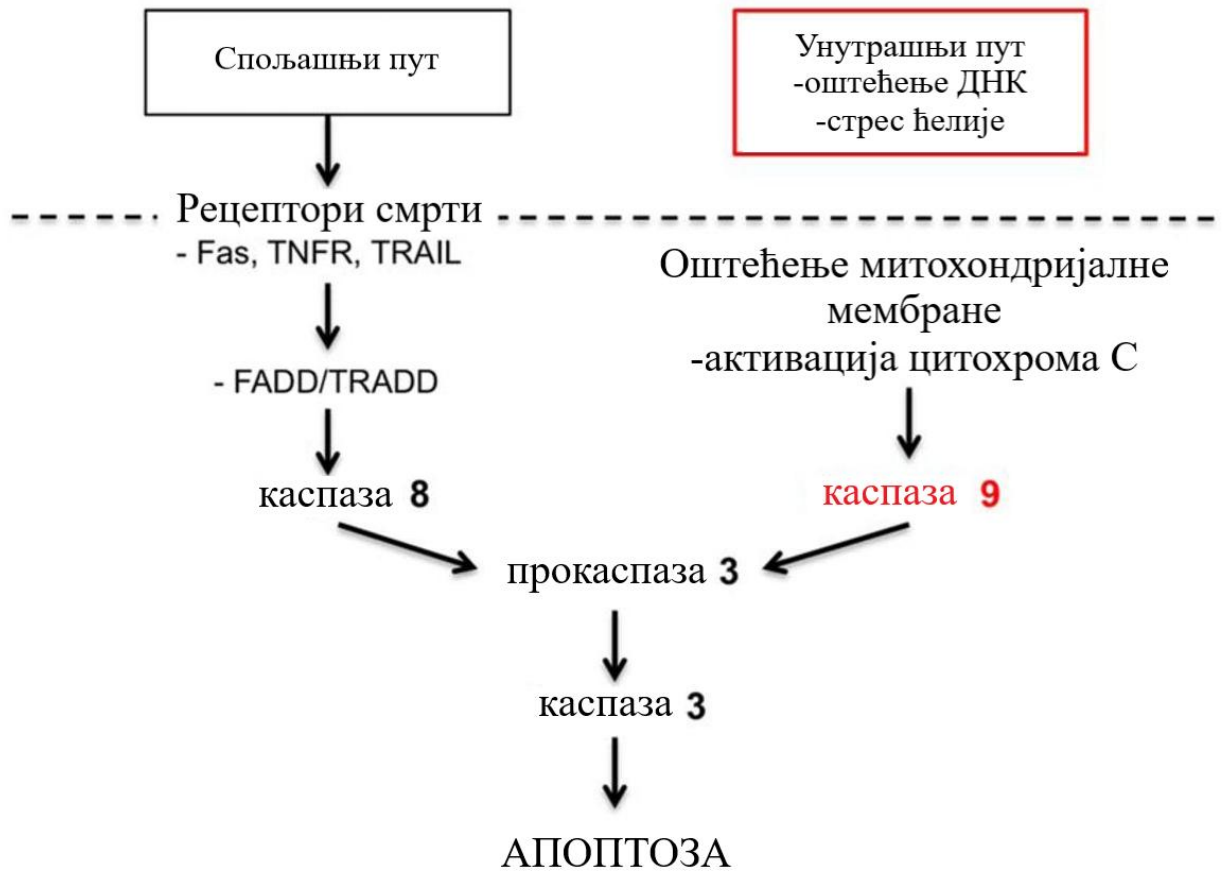 Спољашњи пут
Унутрашњи пут
-оштећење ДНК
-стрес ћелије
Рецептори смрти
- Fas, TNFR, TRAIL
Оштећење митохондријалне
мембране
-активација цитохрома С
- FADD/TRADD
каспаза 8
каспаза 9
прокаспаза 3
каспаза 3
АПОПТОЗА